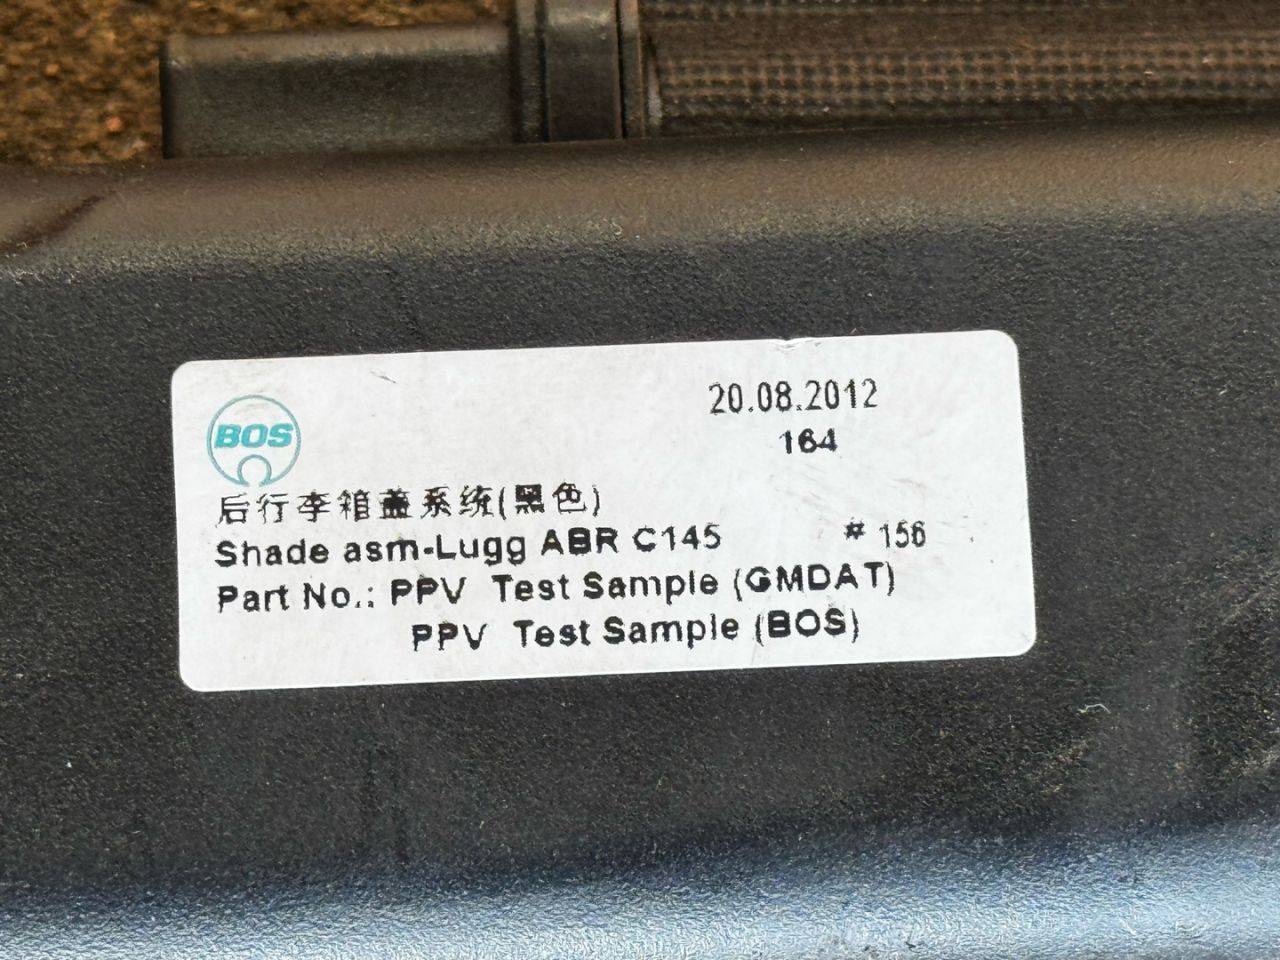 BOS
20.08.2012
164
后行李箱盖系统(黑色)
Shade asm-Lugg ABR C145 # 156
Part No.: PPV Test Sample (GMDAT)
PPV Test Sample (BOS)